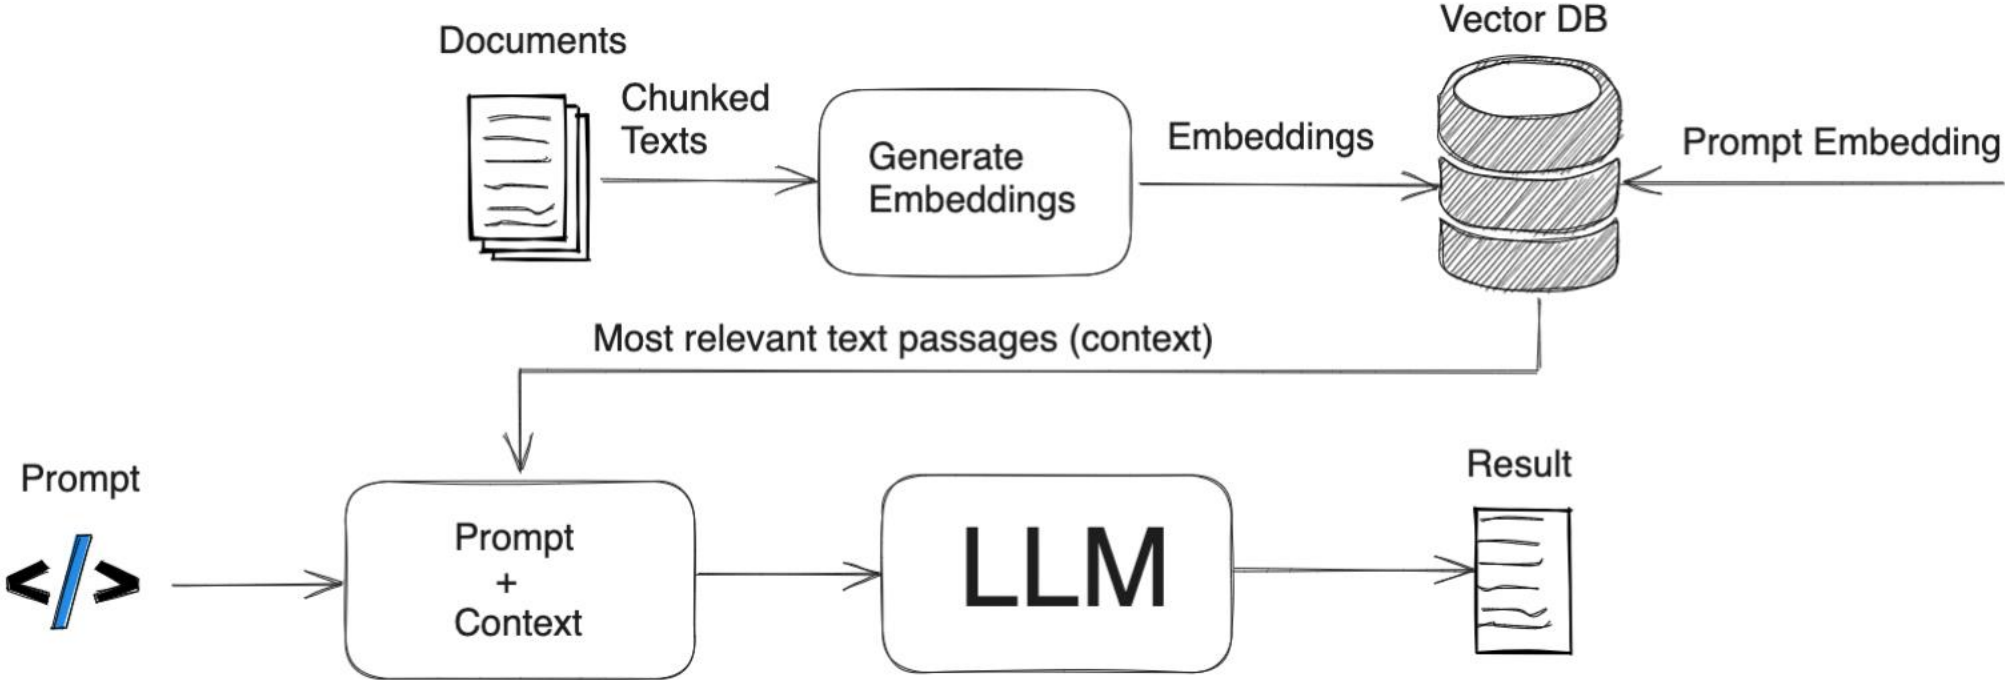 Documents
Chunked
Texts
Generate
Embeddings
Embeddings
Vector DB
Prompt Embedding
Most relevant text passages (context)
Prompt
</>
Prompt
+
Context
LLM
Result